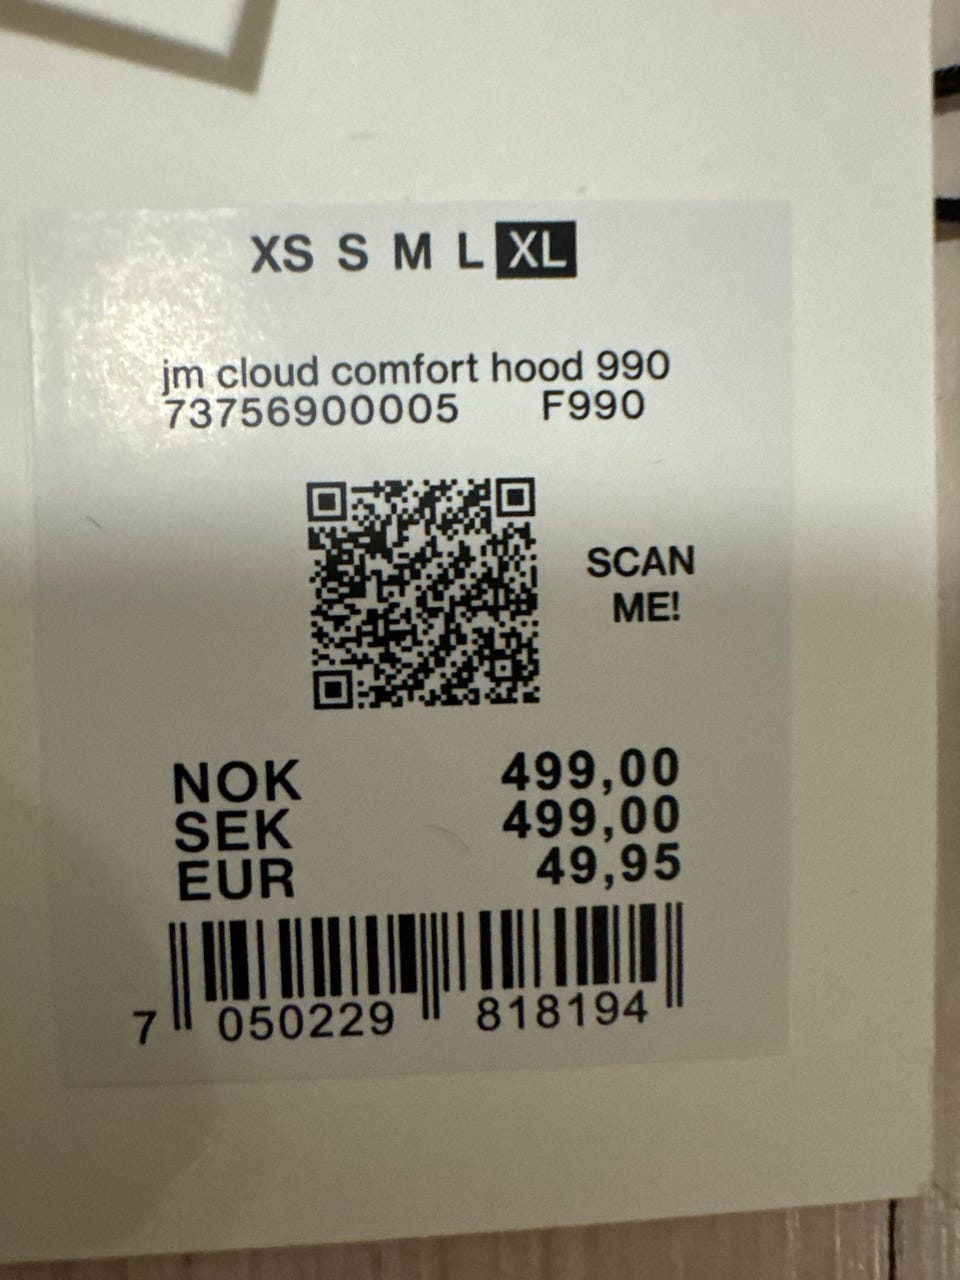 XS S M L XL
jm cloud comfort hood 990
73756900005 F990
SCAN
ME!
NOK 499,00
SEK 499,00
EUR 49,95
7 050229 818194